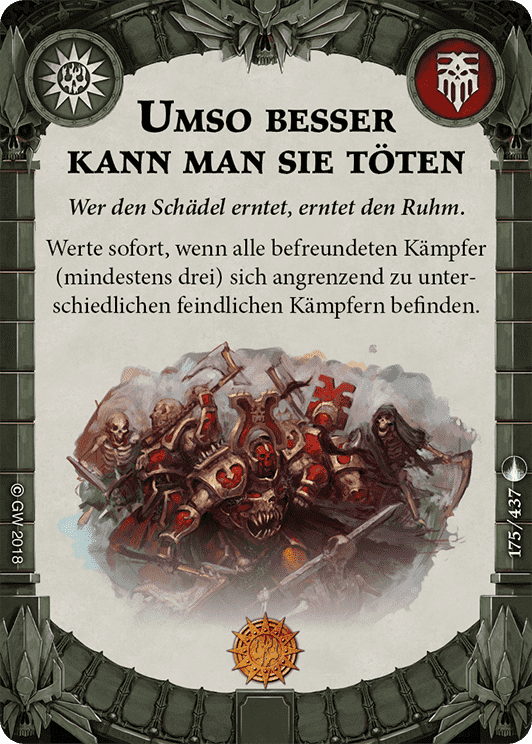 Umso besser
kann man sie töten
Wer den Schädel erntet, erntet den Ruhm.
Werte sofort, wenn alle befreundeten Kämpfer
(mindestens drei) sich angrenzend zu unter-
schiedlichen feindlichen Kämpfern befinden.
© GW 2018
175/437